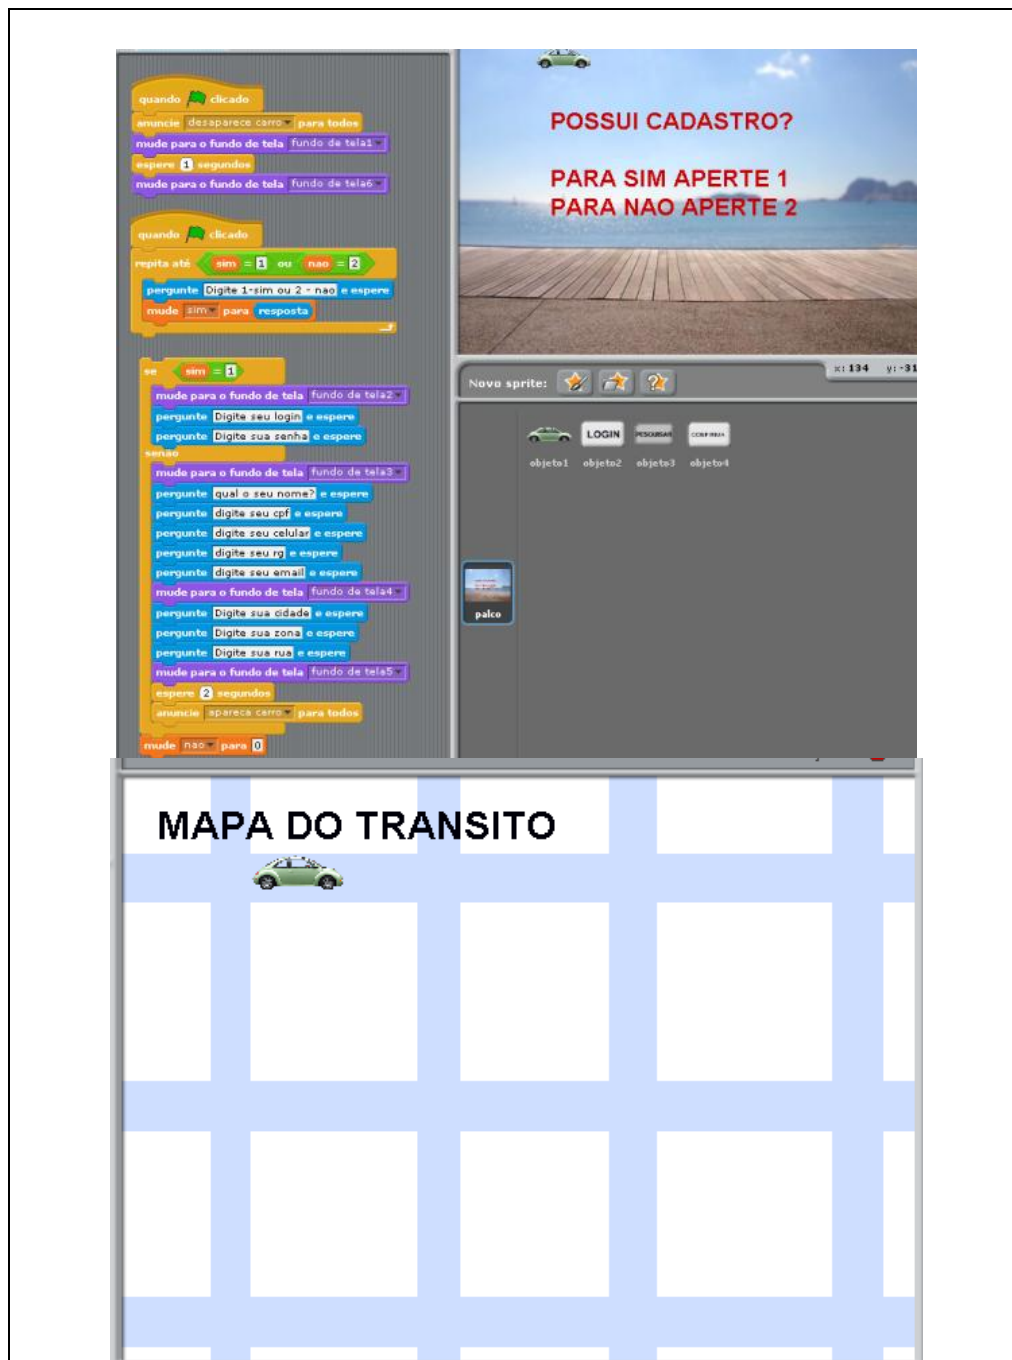 quando clicado
anuncie desaparece carro para todos
mude para o fundo de tela fundo de tela1
espere 1 segundos
mude para o fundo de tela fundo de tela6
quando clicado
repita até sim = 1 ou nao = 2
pergunte Digite 1-sim ou 2 - nao e espere
mude sim para resposta
se sim = 1
mude para o fundo de tela fundo de tela2
pergunte Digite seu login e espere
pergunte Digite sua senha e espere
senão
mude para o fundo de tela fundo de tela3
pergunte qual o seu nome? e espere
pergunte digite seu cpf e espere
pergunte digite seu celular e espere
pergunte digite seu rg e espere
pergunte digite seu email e espere
mude para o fundo de tela fundo de tela4
pergunte Digite sua cidade e espere
pergunte Digite sua zona e espere
pergunte Digite sua rua e espere
mude para o fundo de tela fundo de tela5
espere 2 segundos
anuncie apareca carro para todos
mude nao para 0
POSSUI CADASTRO?
PARA SIM APERTE 1
PARA NAO APERTE 2
x: 134 y: -31
Novo sprite:
LOGIN PESQUISAR CONFIRMA
objeto1 objeto2 objeto3 objeto4
palco
MAPA DO TRANSITO